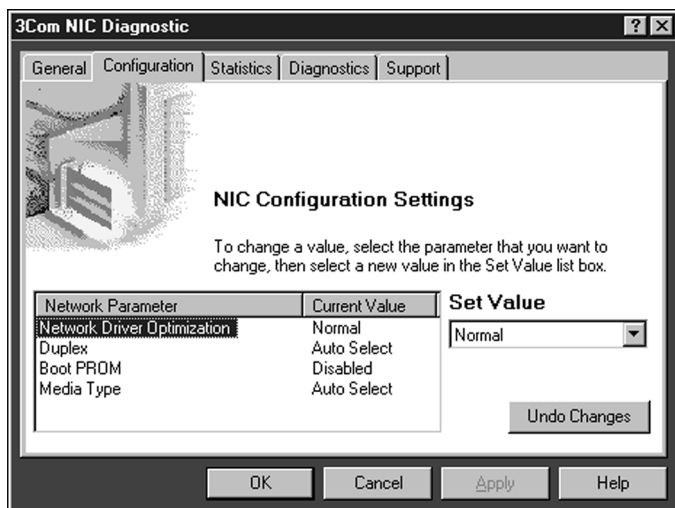 3Com NIC Diagnostic
General Configuration Statistics Diagnostics Support
NIC Configuration Settings
To change a value, select the parameter that you want to
change, then select a new value in the Set Value list box.
Network Parameter Current Value
Network Driver Optimization Normal
Duplex Auto Select
Boot PROM Disabled
Media Type Auto Select
Set Value
Normal
Undo Changes
OK Cancel Apply Help